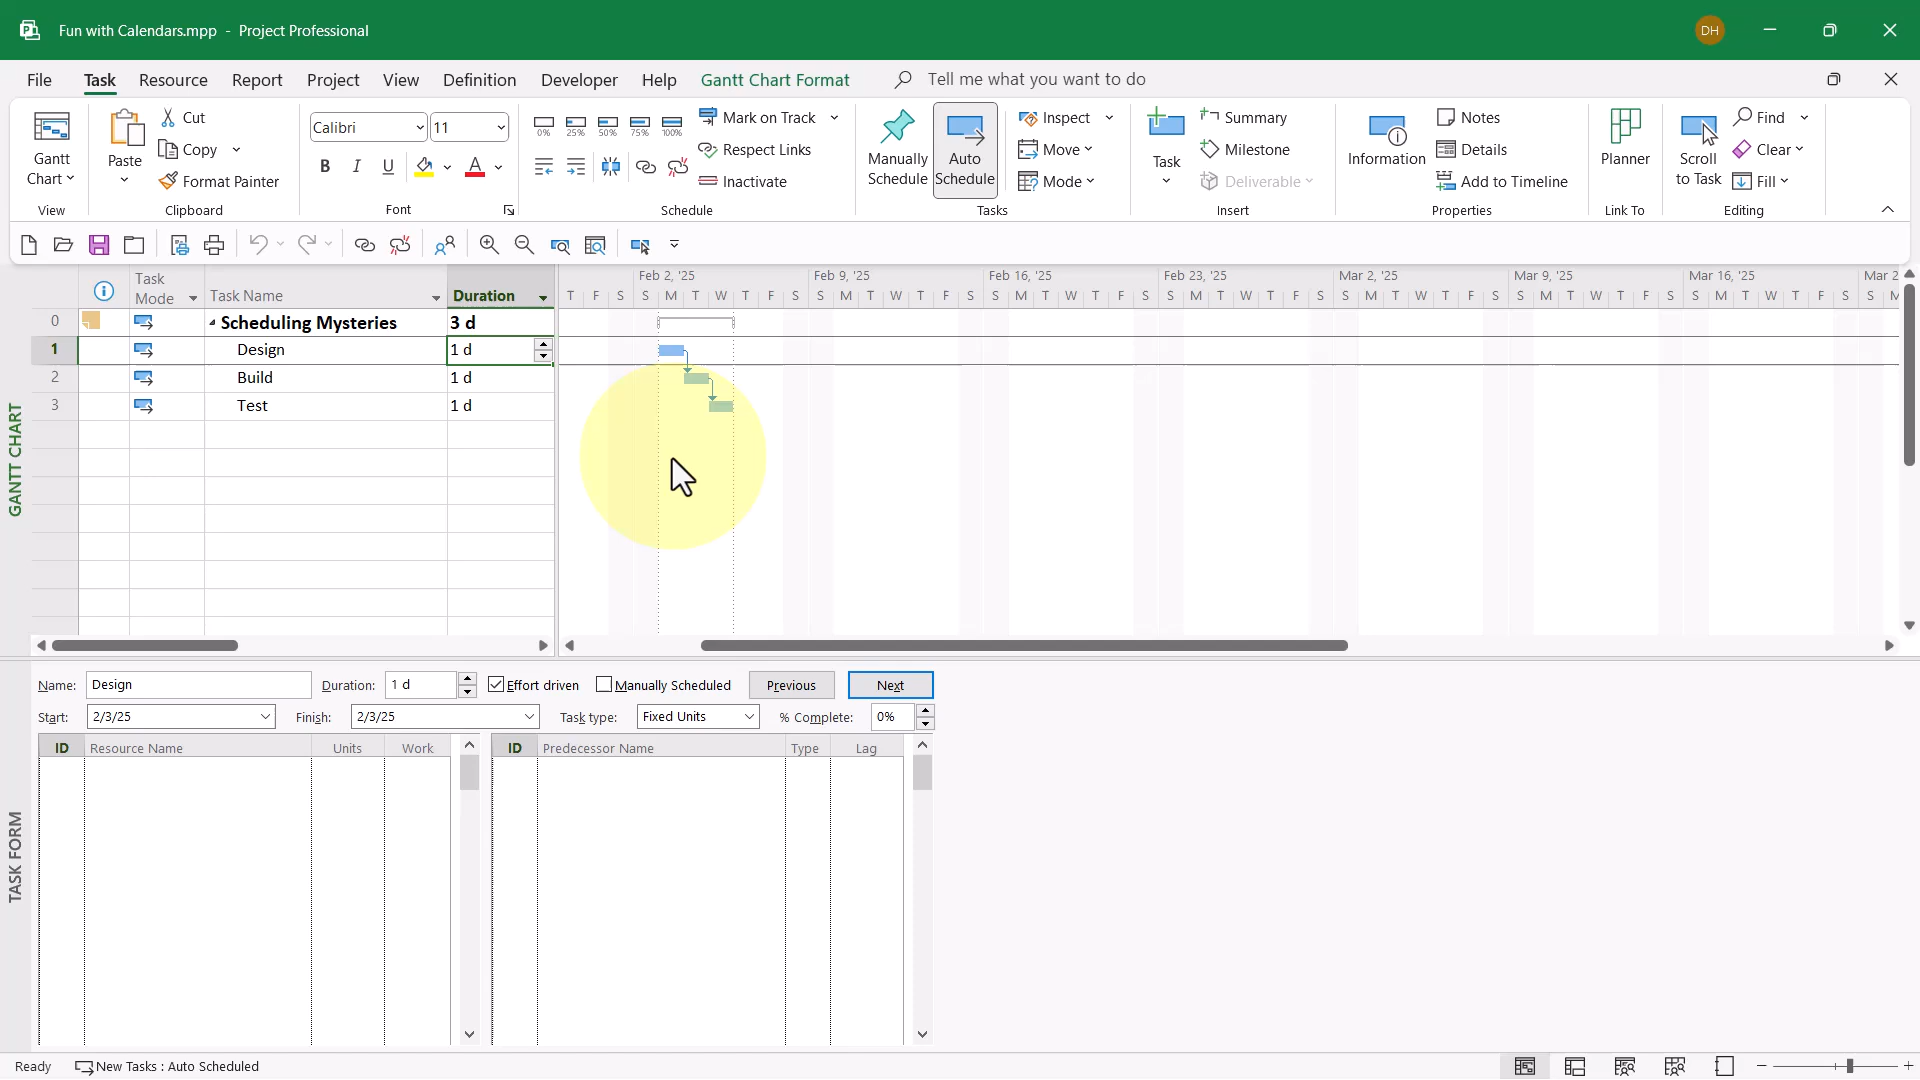 Fun with Calendars.mpp - Project Professional
DH
File Task Resource Report Project View Definition Developer Help Gantt Chart Format Tell me what you want to do
Gantt Chart
View
Paste
Cut
Copy
Format Painter
Clipboard
Calibri 11
B I U A
Font
0% 25% 50% 75% 100%
Mark on Track
Respect Links
Inactivate
Schedule
Manually Schedule
Auto Schedule
Inspect
Move
Mode
Tasks
Task
Summary
Milestone
Deliverable
Insert
Information
Notes
Details
Add to Timeline
Properties
Planner
Link To
Scroll to Task
Find
Clear
Fill
Editing
Task Mode Task Name Duration
Feb 2, '25 Feb 9, '25 Feb 16, '25 Feb 23, '25 Mar 2, '25 Mar 9, '25 Mar 16, '25 Mar 2
T F S S M T W T F S S M T W T F S S M T W T F S S M T W T F S S M T W T F S S M T W T F S S M T W T F S S M
0 Scheduling Mysteries 3 d
1 Design 1 d
2 Build 1 d
3 Test 1 d
GANTT CHART
Name: Design Duration: 1 d Effort driven Manually Scheduled Previous Next
Start: 2/3/25 Finish: 2/3/25 Task type: Fixed Units % Complete: 0%
ID Resource Name Units Work ID Predecessor Name Type Lag
TASK FORM
Ready New Tasks : Auto Scheduled